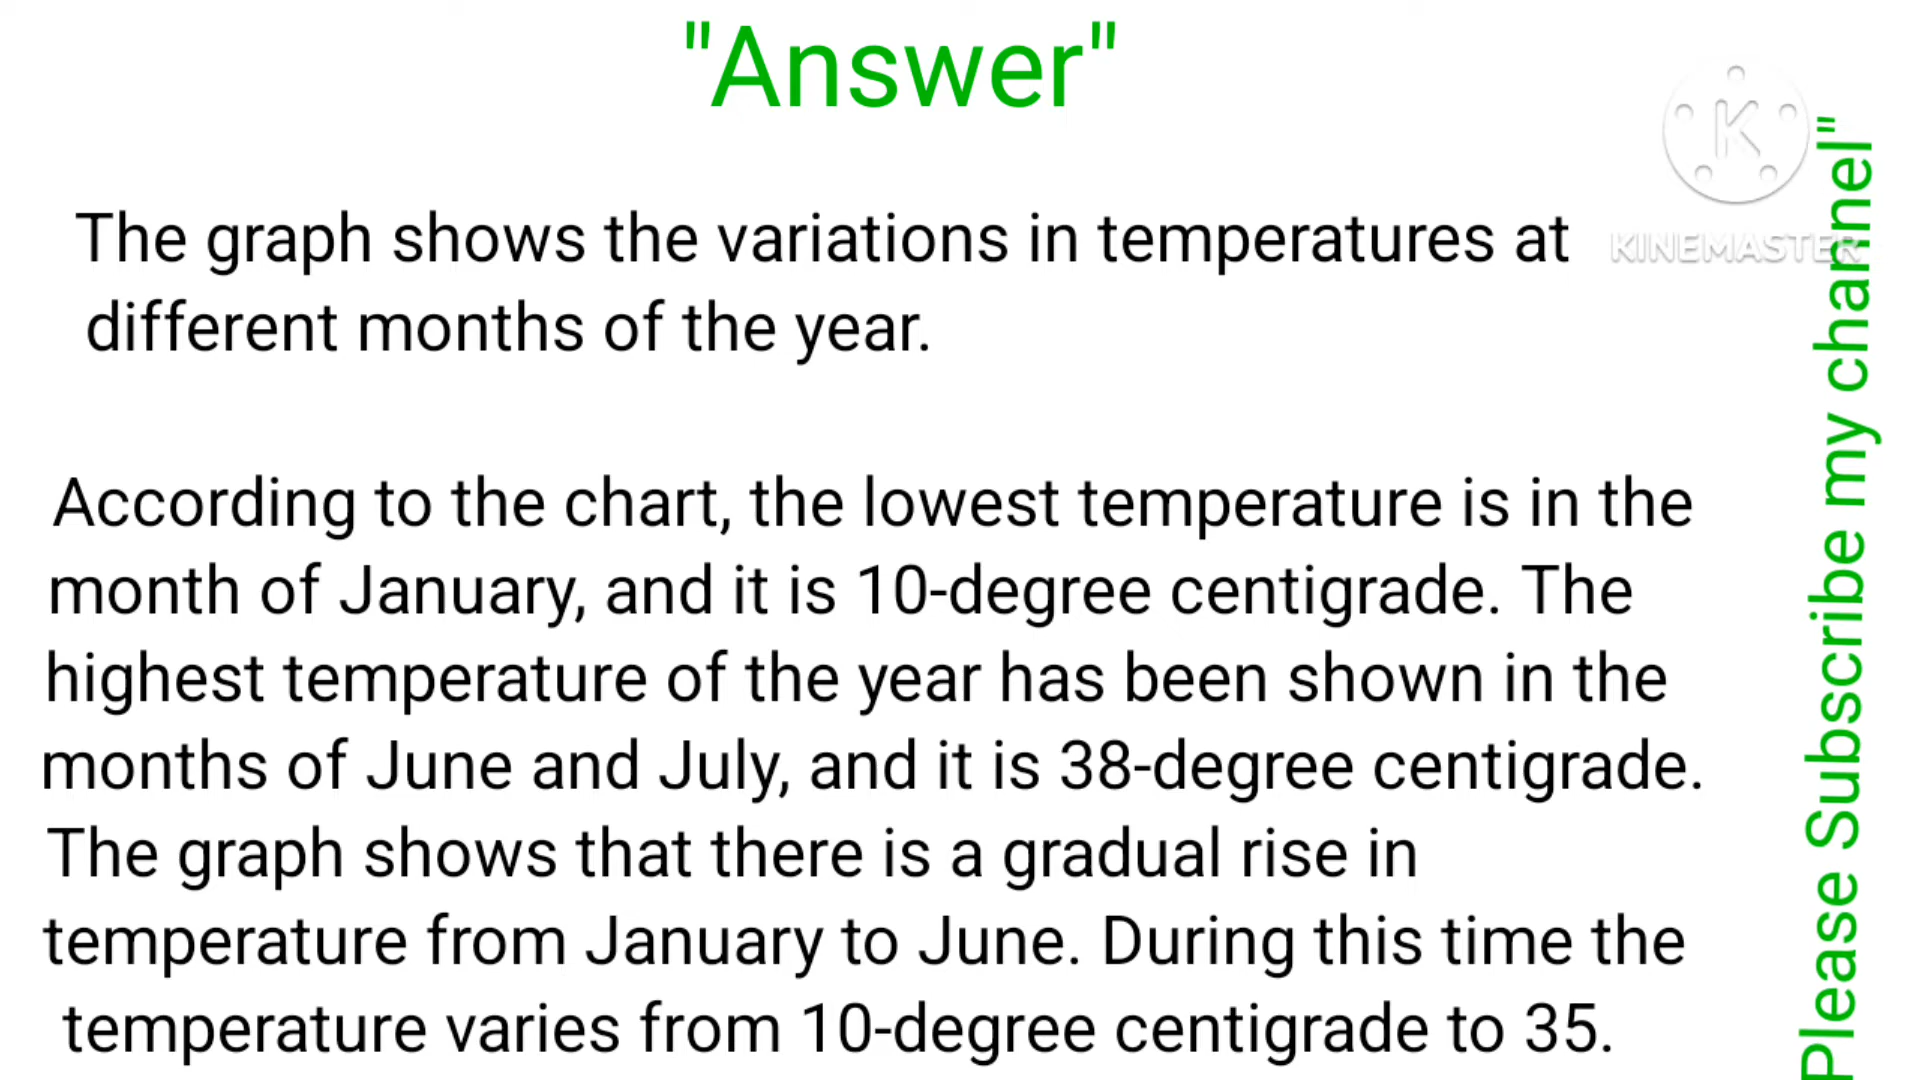 "Answer"
The graph shows the variations in temperatures at
different months of the year.
According to the chart, the lowest temperature is in the
month of January, and it is 10-degree centigrade. The
highest temperature of the year has been shown in the
months of June and July, and it is 38-degree centigrade.
The graph shows that there is a gradual rise in
temperature from January to June. During this time the
temperature varies from 10-degree centigrade to 35.
K
KINEMASTER
Please Subscribe my channel"